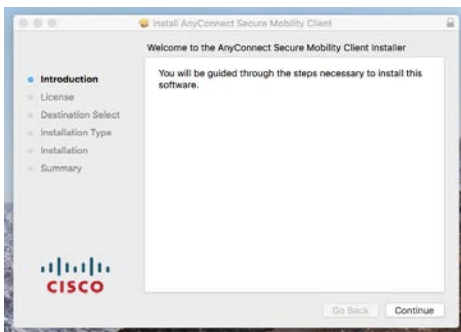 Install AnyConnect Secure Mobility Client
Welcome to the AnyConnect Secure Mobility Client Installer
Introduction
License
Destination Select
Installation Type
Installation
Summary
You will be guided through the steps necessary to install this
software.
CISCO
Go Back
Continue